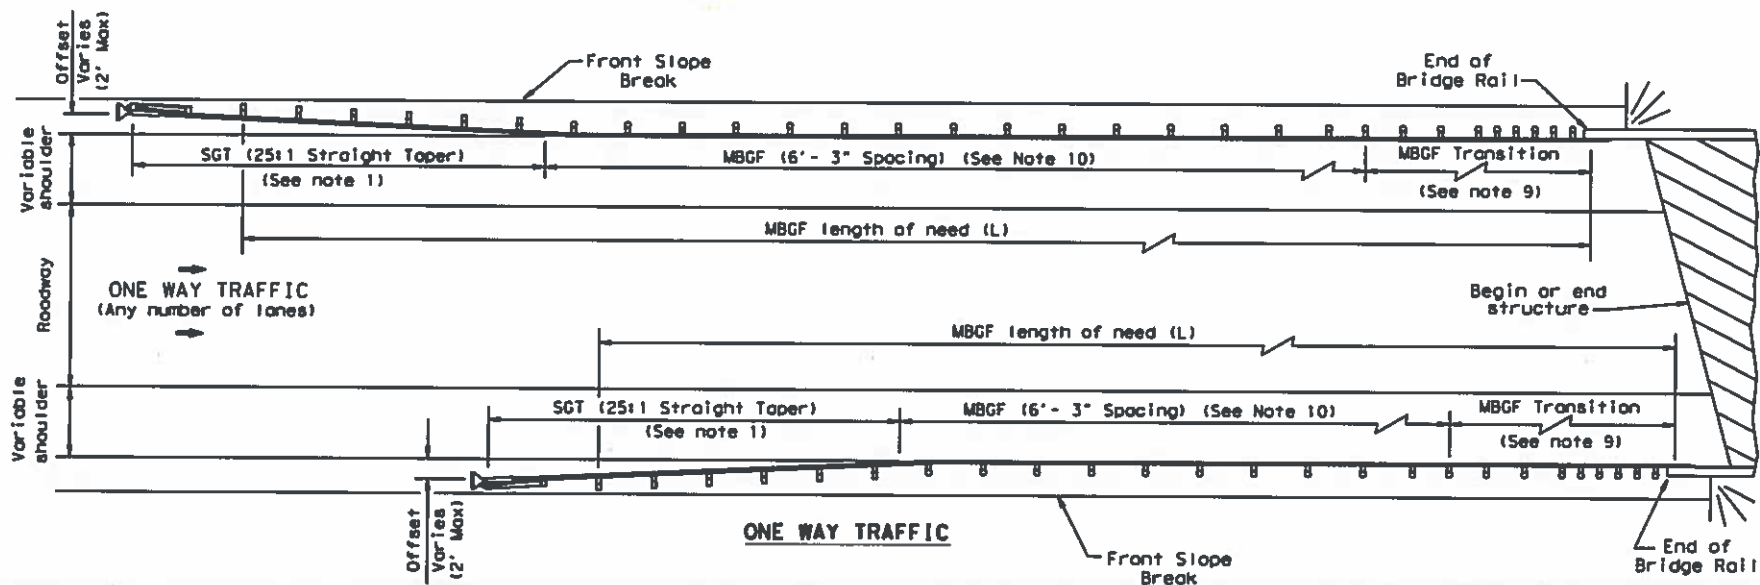 Offset
Varies
(2' Max)
Front Slope
Break
End of
Bridge Rail
Variable
shoulder
SGT (25:1 Straight Taper)
(See note 1)
MBGF (6'- 3" Spacing) (See Note 10)
MBGF Transition
(See note 9)
MBGF length of need (L)
Roadway
ONE WAY TRAFFIC
(Any number of lanes)
Begin or end
structure
MBGF length of need (L)
Variable
shoulder
SGT (25:1 Straight Taper)
(See note 1)
MBGF (6'- 3" Spacing) (See Note 10)
MBGF Transition
(See note 9)
Offset
Varies
(2' Max)
ONE WAY TRAFFIC
Front Slope
Break
End of
Bridge Rail